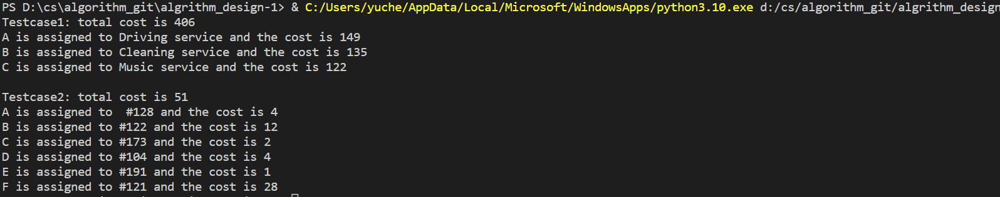 PS D:\cs\algorithm_git\algrithm_design-1> & C:/Users/yuche/AppData/Local/Microsoft/WindowsApps/python3.10.exe d:/cs/algorithm_git/algrithm_design
Testcase1: total cost is 406
A is assigned to Driving service and the cost is 149
B is assigned to Cleaning service and the cost is 135
C is assigned to Music service and the cost is 122
Testcase2: total cost is 51
A is assigned to  #128 and the cost is 4
B is assigned to #122 and the cost is 12
C is assigned to #173 and the cost is 2
D is assigned to #104 and the cost is 4
E is assigned to #191 and the cost is 1
F is assigned to #121 and the cost is 28